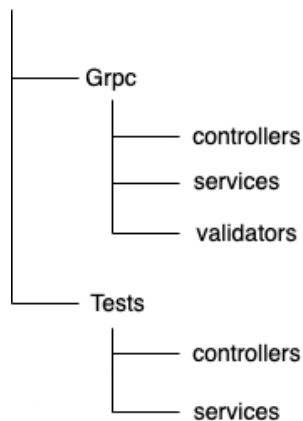 Grpc
controllers
services
validators
Tests
controllers
services